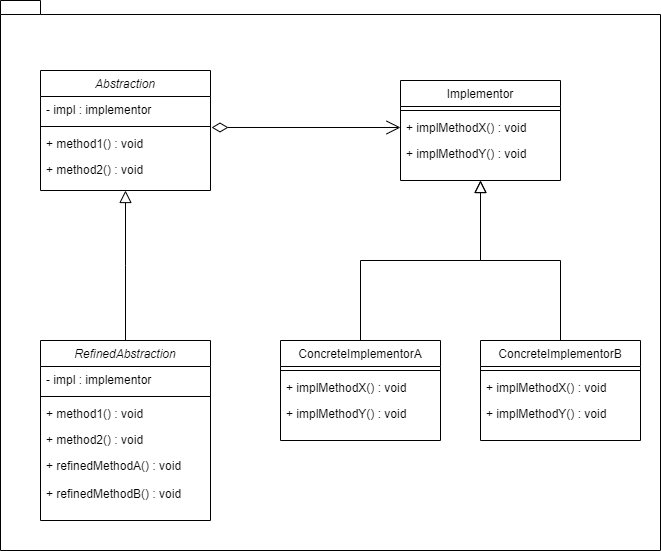 Abstraction
- impl : implementor
+ method1() : void
+ method2() : void
Implementor
+ implMethodX() : void
+ implMethodY() : void
RefinedAbstraction
- impl : implementor
+ method1() : void
+ method2() : void
+ refinedMethodA() : void
+ refinedMethodB() : void
ConcreteImplementorA
+ implMethodX() : void
+ implMethodY() : void
ConcreteImplementorB
+ implMethodX() : void
+ implMethodY() : void